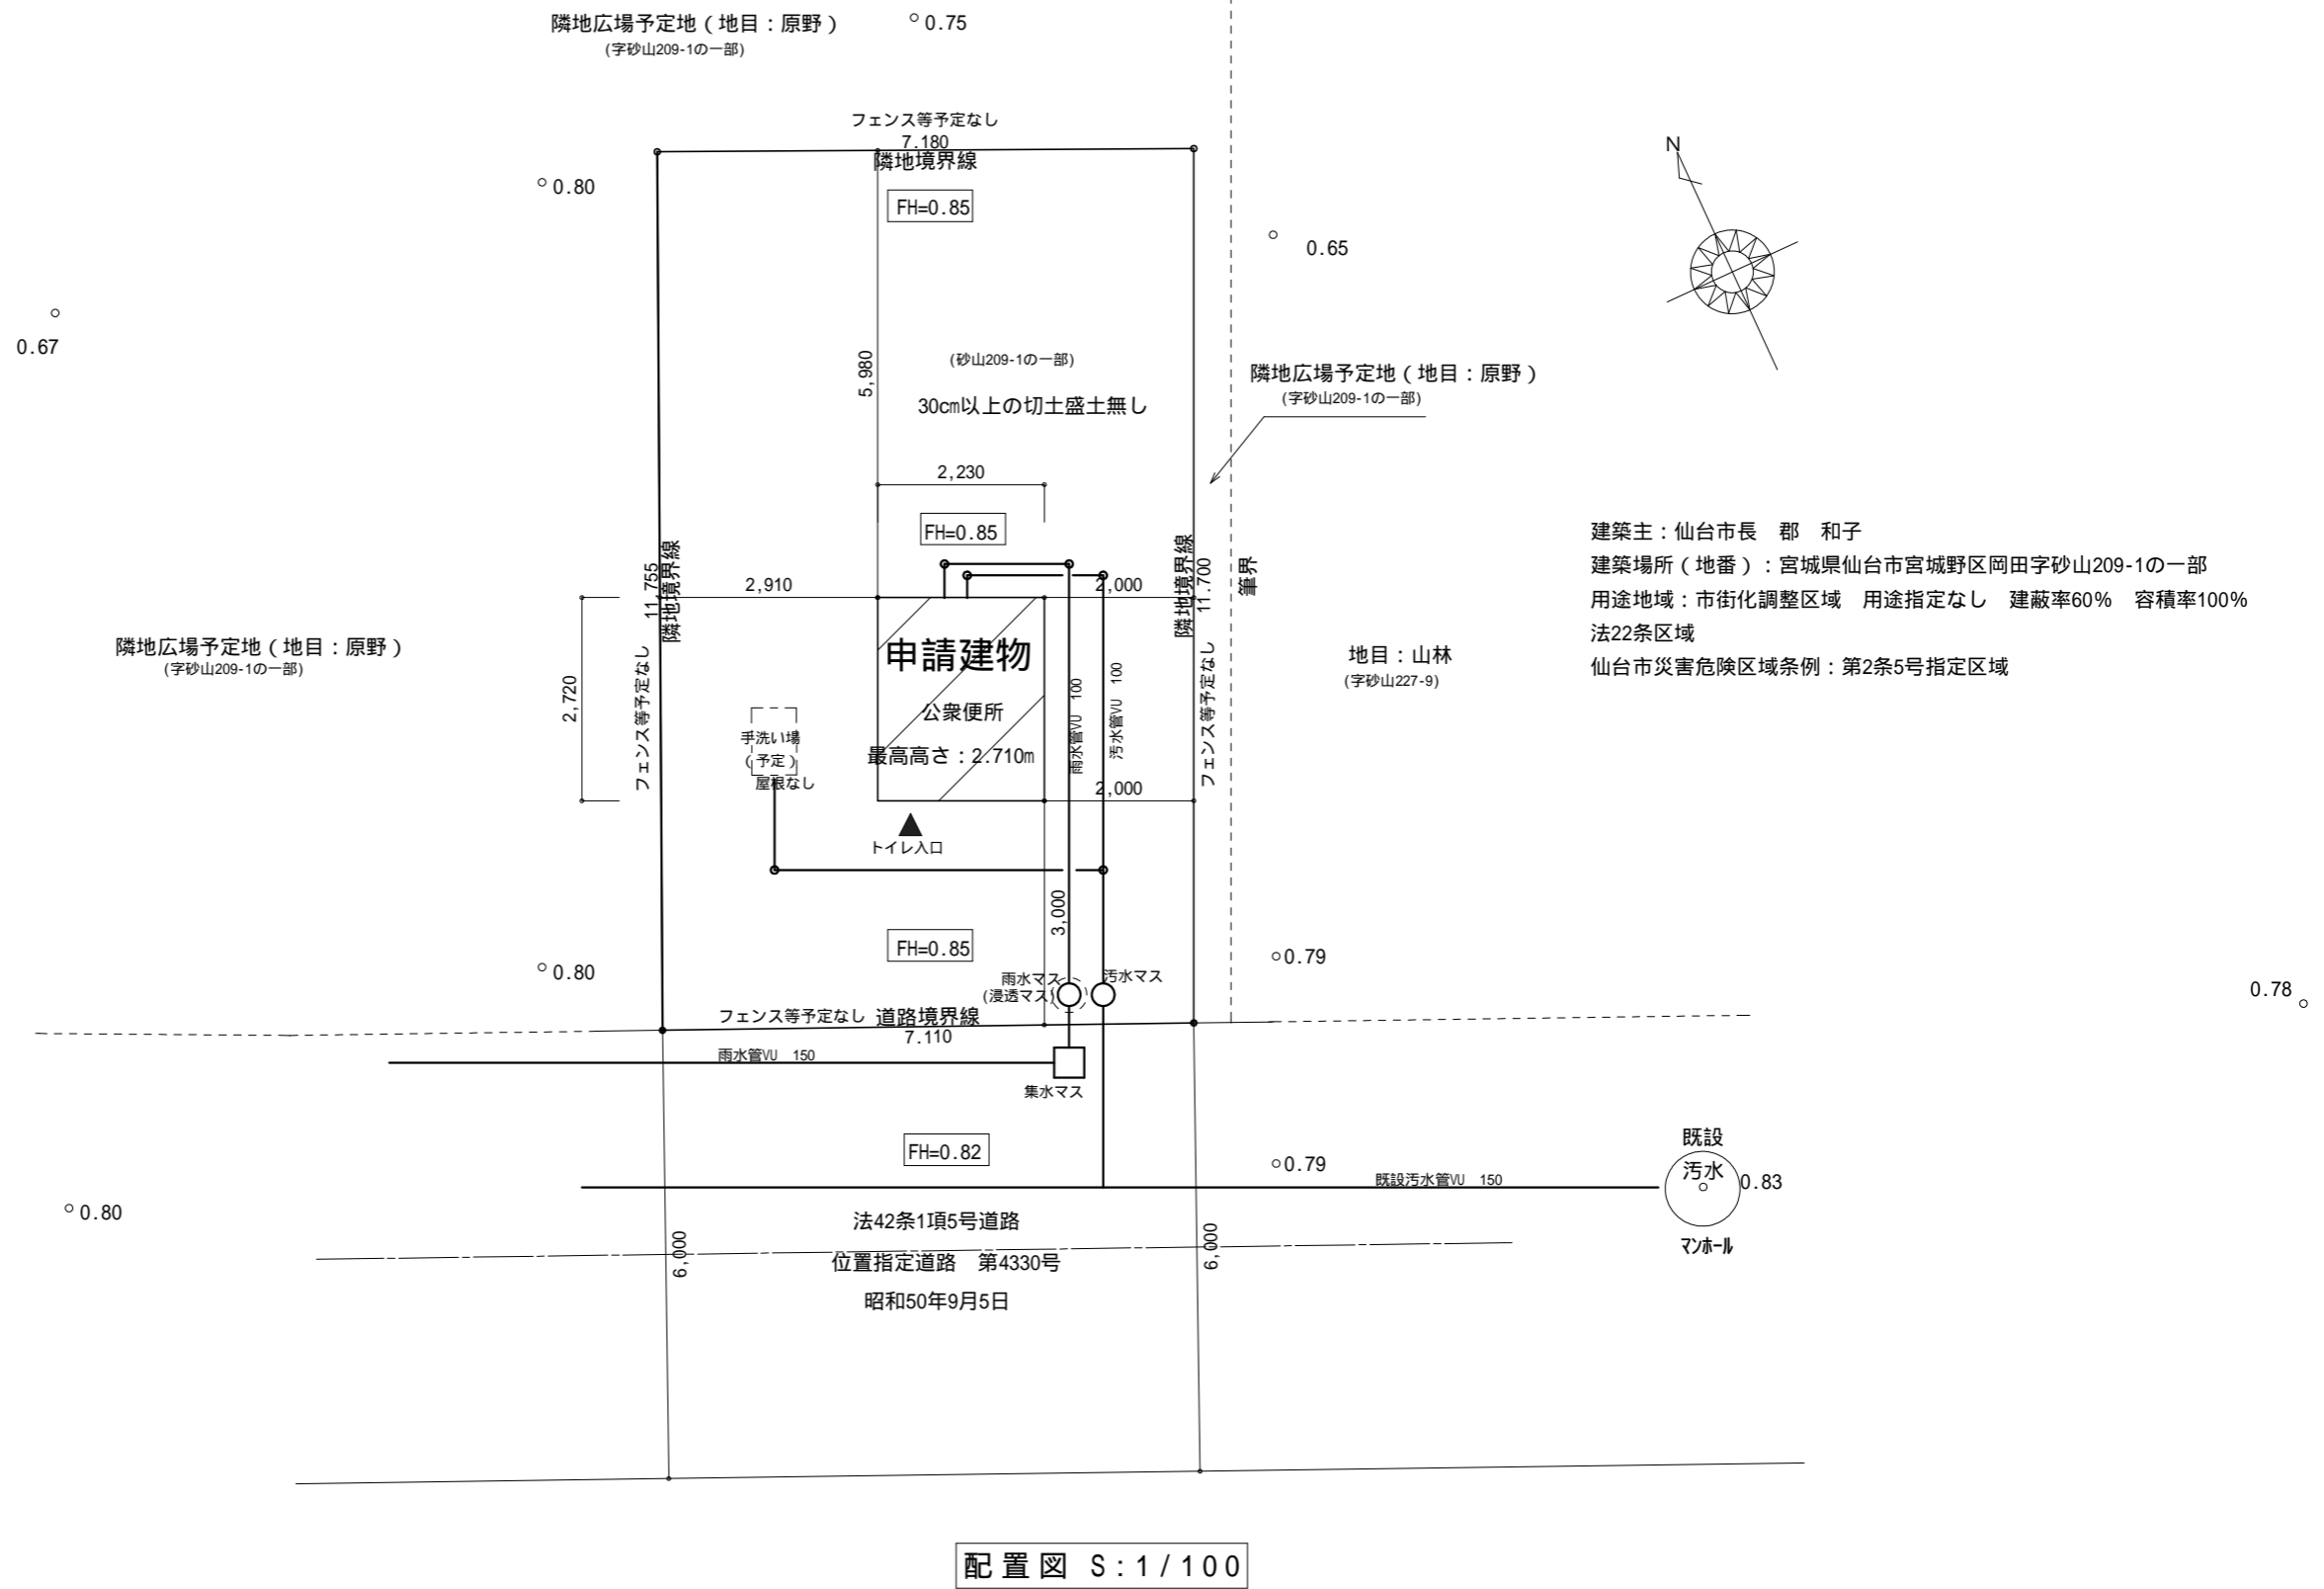 隣地広場予定地（地目：原野）
(字砂山209-1の一部)
0.75
フェンス等予定なし
7.180
隣地境界線
0.80
FH=0.85
N
0.65
0.67
5,980
(砂山209-1の一部)
30cm以上の切土盛土無し
隣地広場予定地（地目：原野）
(字砂山209-1の一部)
2,230
FH=0.85
建築主：仙台市長　郡　和子
建築場所（地番）：宮城県仙台市宮城野区岡田字砂山209-1の一部
用途地域：市街化調整区域　用途指定なし　建蔽率60%　容積率100%
法22条区域
仙台市災害危険区域条例：第2条5号指定区域
11,755
隣地境界線
フェンス等予定なし
2,910
2,000
隣地境界線
11.700
フェンス等予定なし
筆界
隣地広場予定地（地目：原野）
(字砂山209-1の一部)
2,720
申請建物
公衆便所
最高高さ：2.710m
手洗い場
（予定）
屋根なし
雨水管VU　100
汚水管VU　100
地目：山林
(字砂山227-9)
2,000
トイレ入口
3,000
FH=0.85
0.80
0.79
0.78
雨水マス
(浸透マス)
汚水マス
フェンス等予定なし
道路境界線
7.110
雨水管VU　150
集水マス
FH=0.82
0.79
既設汚水管VU　150
既設
汚水
0.83
マンホール
0.80
法42条1項5号道路
6,000
6,000
位置指定道路　第4330号
昭和50年9月5日
配置図 S:1/100